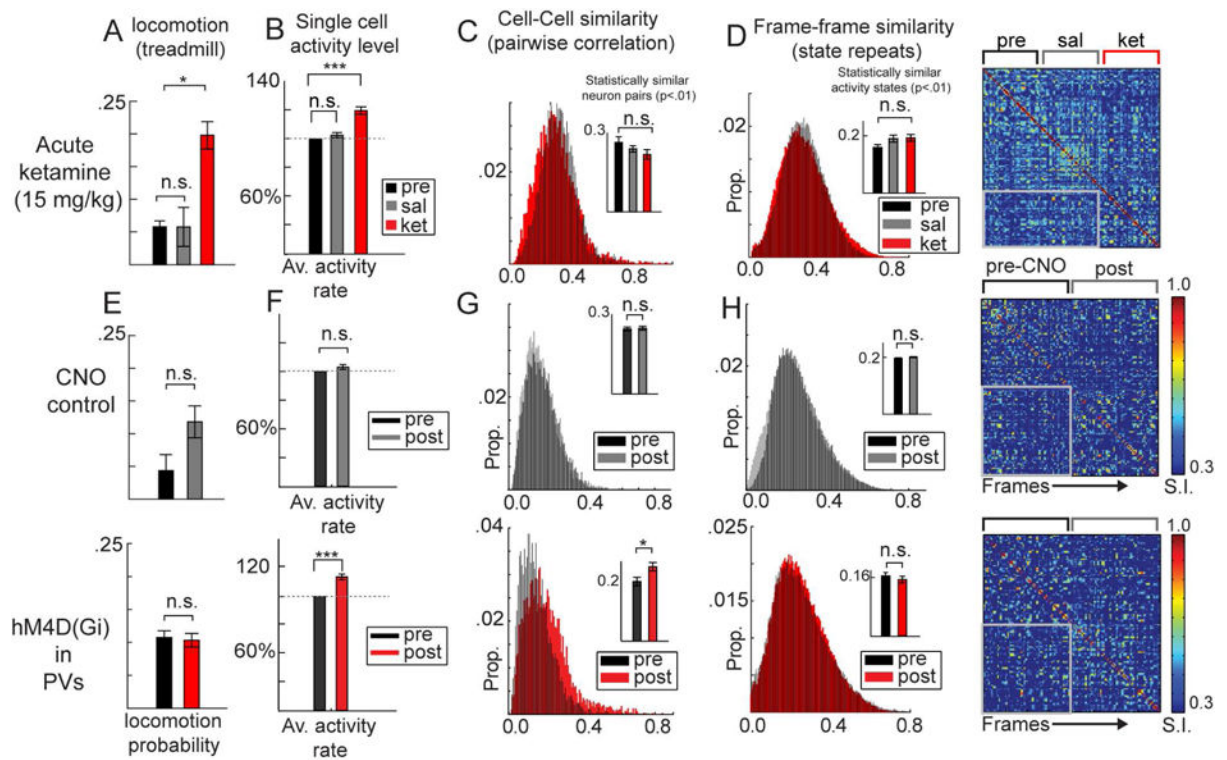 A
locomotion
(treadmill)
B
Single cell
activity level
C
Cell-Cell similarity
(pairwise correlation)
D
Frame-frame similarity
(state repeats)
pre
sal
ket
Acute
ketamine
(15 mg/kg)
.25
*
n.s.
140
***
n.s.
60%
pre
sal
ket
Av. activity
rate
Statistically similar
neuron pairs (p<.01)
0.3
n.s.
.02
0.0
0.4
0.8
Statistically similar
activity states (p<.01)
n.s.
0.2
.02
Prop.
pre
sal
ket
0.0
0.4
0.8
E
F
G
H
CNO
control
.25
n.s.
n.s.
60%
pre
post
Av. activity
rate
0.3
n.s.
.02
Prop.
pre
post
0.0
0.4
0.8
n.s.
0.2
.02
Prop.
pre
post
0.0
0.4
0.8
pre-CNO
post
1.0
0.3
Frames
S.I.
hM4D(Gi)
in
PVs
.25
n.s.
locomotion
probability
120
***
60%
pre
post
Av. activity
rate
0.04
*
0.2
.02
Prop.
pre
post
0.0
0.4
0.8
.025
n.s.
0.16
.015
Prop.
pre
post
0.0
0.4
0.8
1.0
0.3
Frames
S.I.